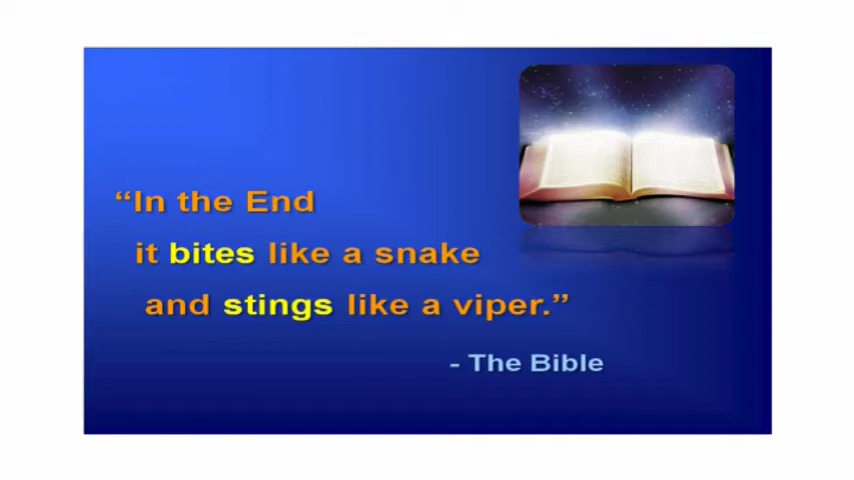 “In the End
it bites like a snake
and stings like a viper.”
- The Bible